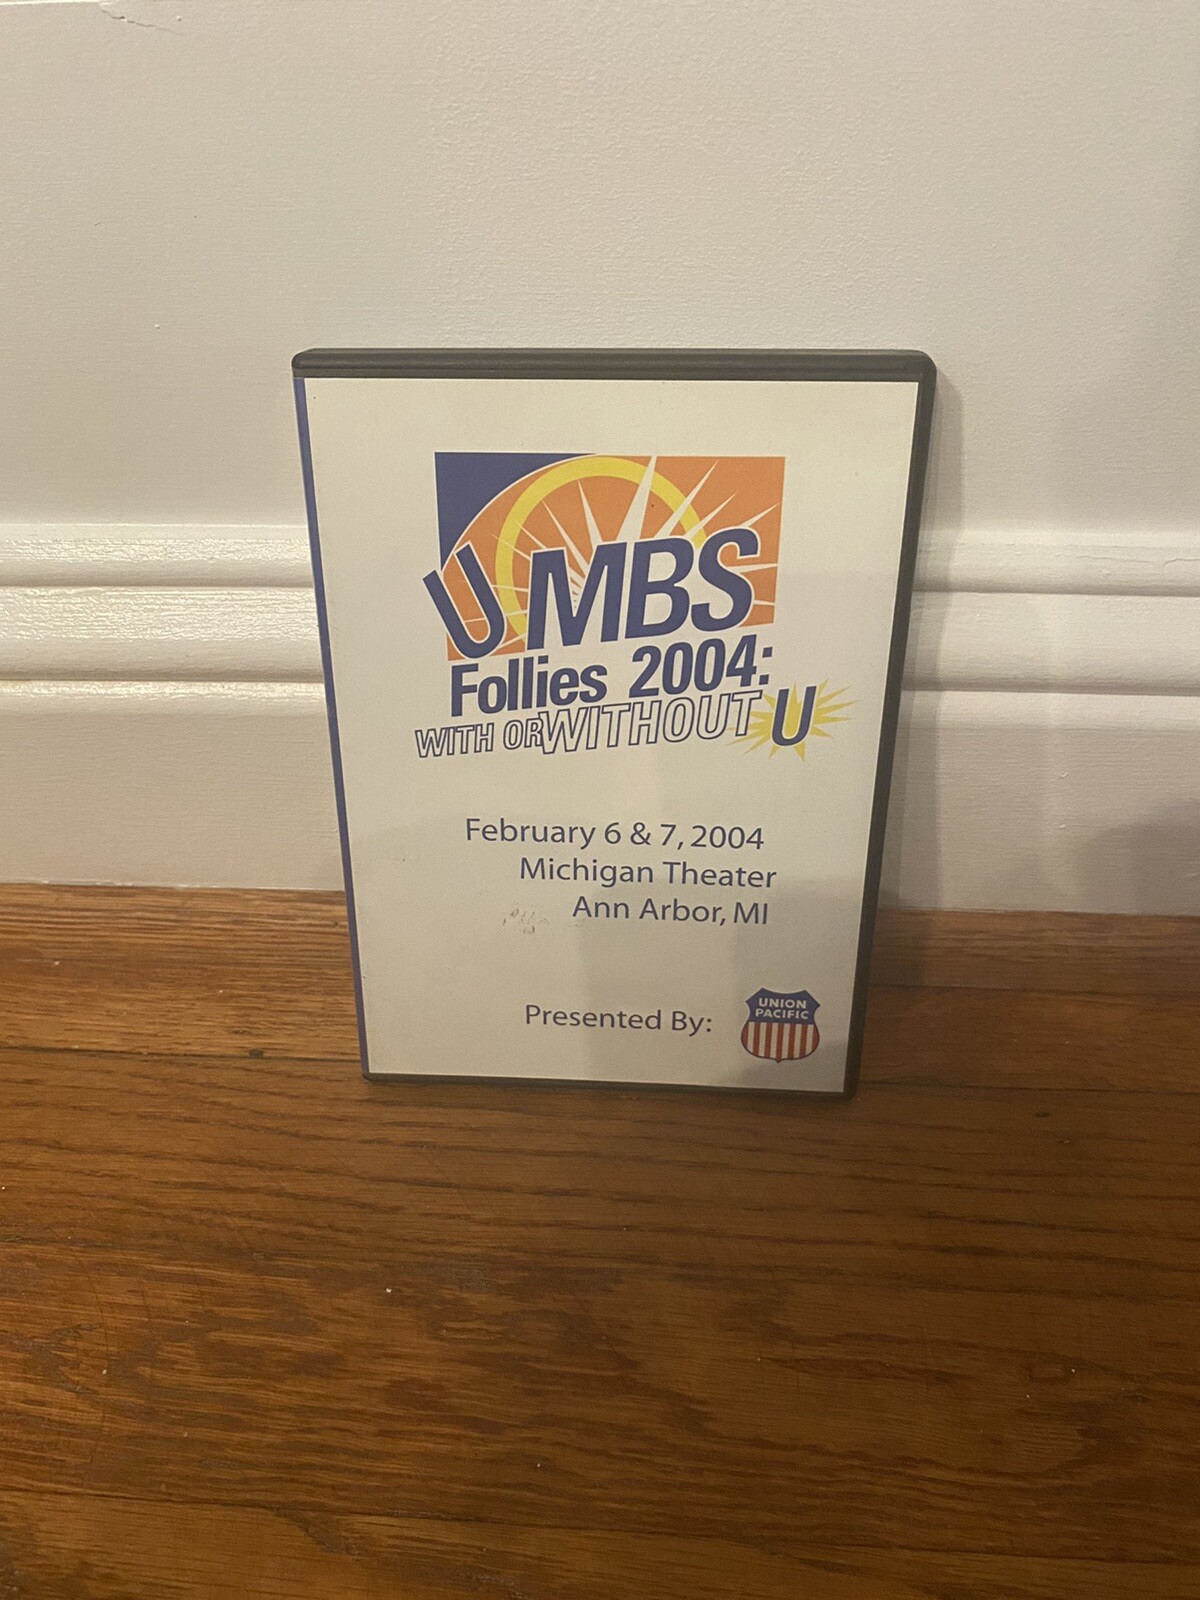 UMBS
Follies 2004:
WITH OR WITHOUT U
February 6 & 7, 2004
Michigan Theater
Ann Arbor, MI
Presented By:
UNION
PACIFIC